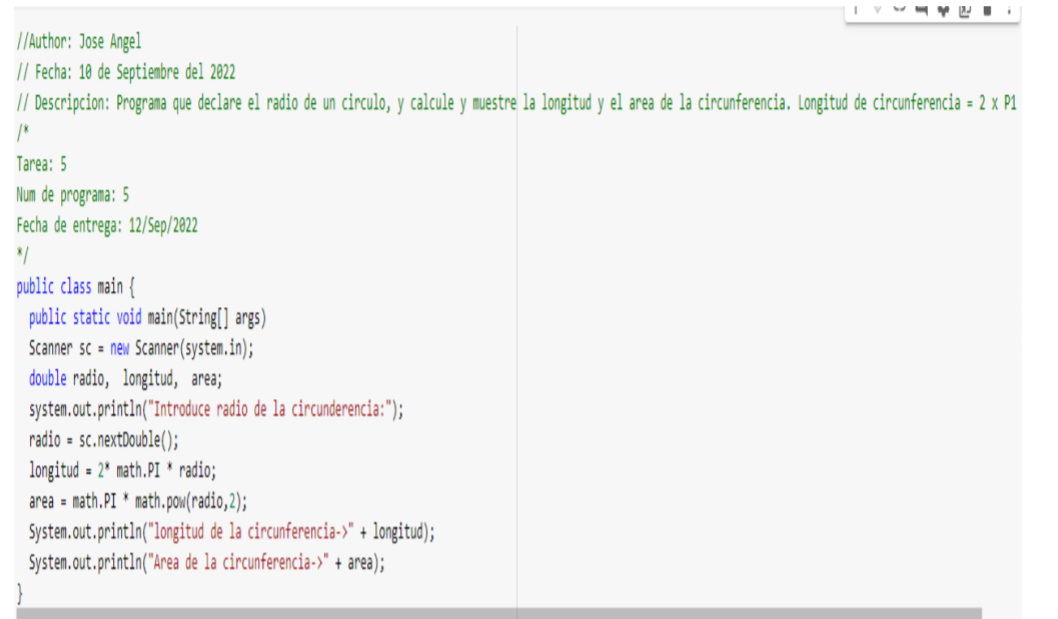 //Author: Jose Angel
// Fecha: 10 de Septiembre del 2022
// Descripcion: Programa que declare el radio de un circulo, y calcule y muestre la longitud y el area de la circunferencia. Longitud de circunferencia = 2 x P1
/*
Tarea: 5
Num de programa: 5
Fecha de entrega: 12/Sep/2022
*/
public class main {
  public static void main(String[] args)
  Scanner sc = new Scanner(system.in);
  double radio, longitud, area;
  system.out.println("Introduce radio de la circunderencia:");
  radio = sc.nextDouble();
  longitud = 2* math.PI * radio;
  area = math.PI * math.pow(radio,2);
  System.out.println("longitud de la circunferencia->" + longitud);
  System.out.println("Area de la circunferencia->" + area);
}